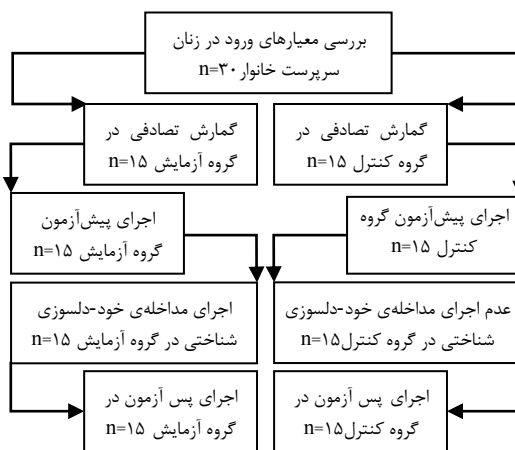 بررسی معیارهای ورود در زنان
سرپرست خانوار n=۳۰
گمارش تصادفی در
گروه کنترل n=۱۵
گمارش تصادفی در
گروه آزمایش n=۱۵
اجرای پیش‌آزمون گروه
کنترل n=۱۵
اجرای پیش‌آزمون
گروه آزمایش n=۱۵
عدم اجرای مداخله‌ی خود-دلسوزی
شناختی در گروه کنترل n=۱۵
اجرای مداخله‌ی خود-دلسوزی
شناختی در گروه آزمایش n=۱۵
اجرای پس آزمون در
گروه کنترل n=۱۵
اجرای پس آزمون در
گروه آزمایش n=۱۵